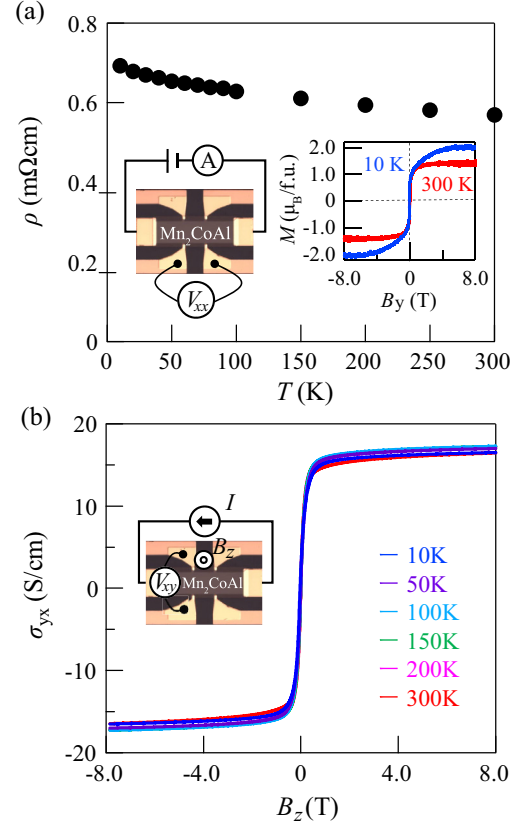 (a)
0.8
0.6
0.4
0.2
0
ρ (mΩcm)
A
Mn₂CoAl
Vxx
2.0
1.0
0
-1.0
-2.0
M (μB/f.u.)
10 K
300 K
-8.0 0 8.0
By (T)
0 50 100 150 200 250 300
T (K)
(b)
20
10
0
-10
-20
σyx (S/cm)
I
Bz
Vxy
Mn₂CoAl
10K
50K
100K
150K
200K
300K
-8.0 -4.0 0 4.0 8.0
Bz(T)